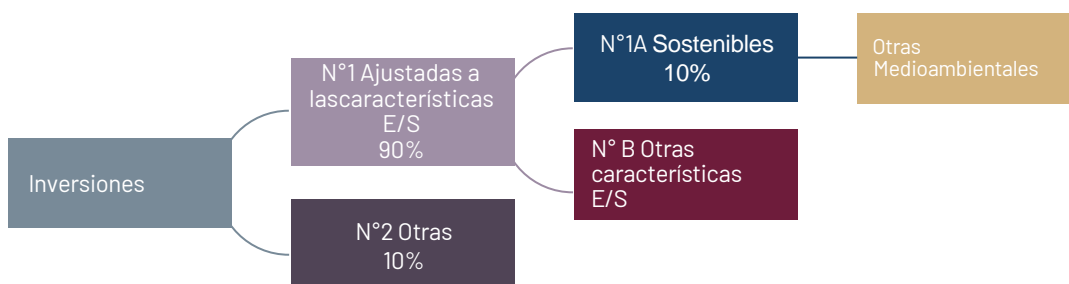 Inversiones
N°1 Ajustadas a
lascaracterísticas
E/S
90%
N°2 Otras
10%
N°1A Sostenibles
10%
N° B Otras
características
E/S
Otras
Medioambientales